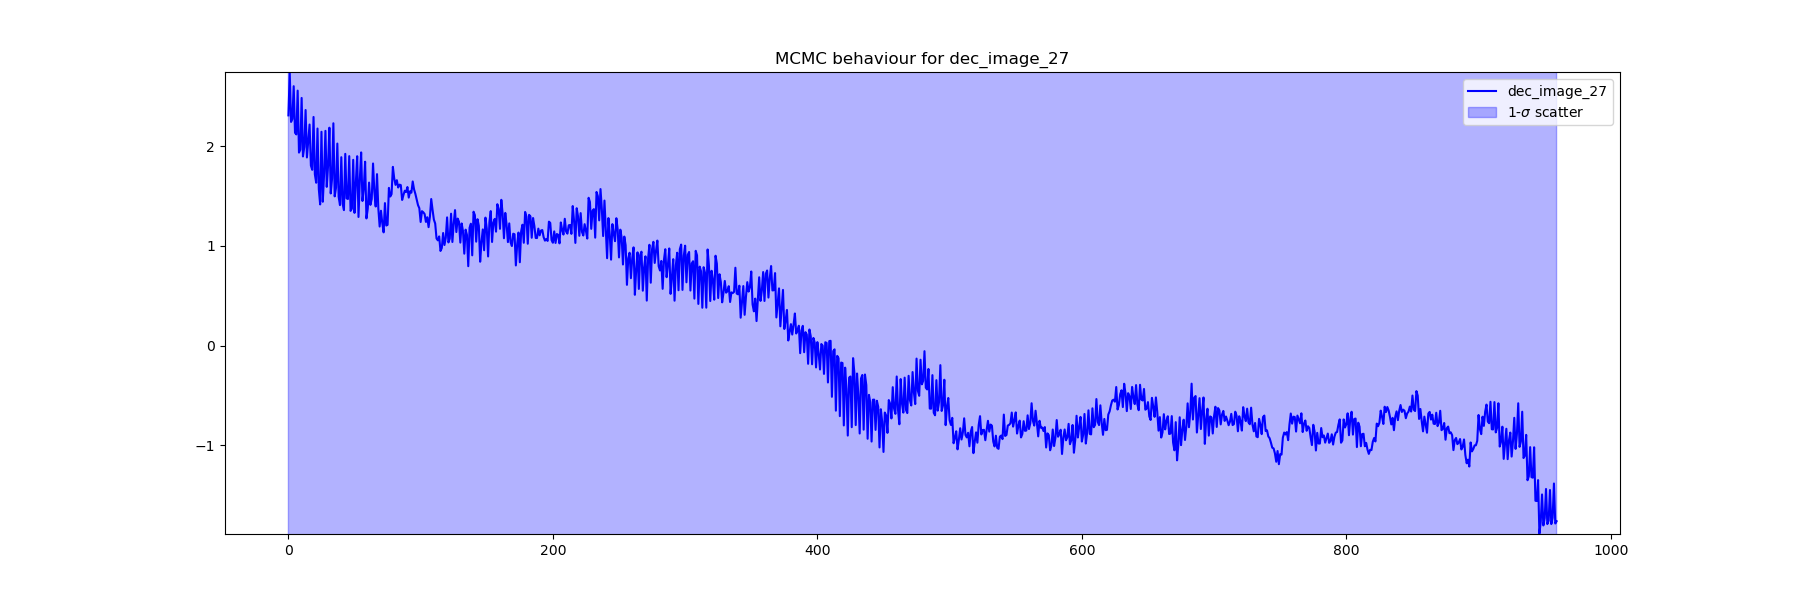 MCMC behaviour for dec_image_27
dec_image_27
1-σ scatter
2
1
0
−1
0 200 400 600 800 1000